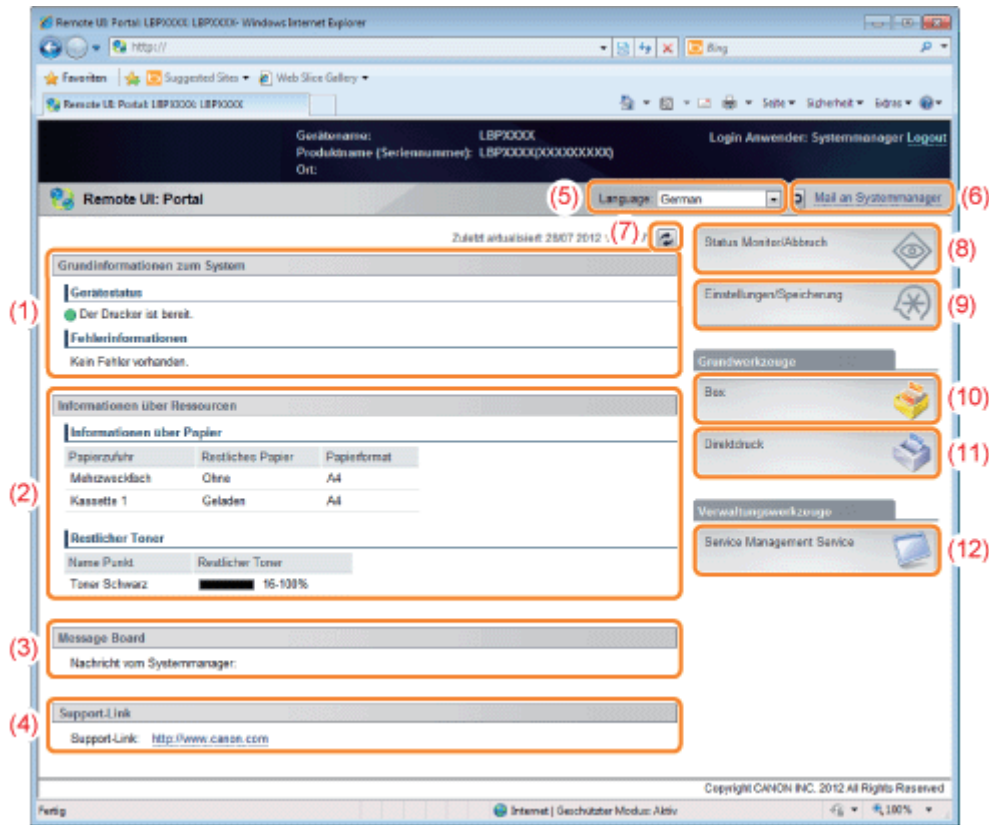 Remote UI: Portal: LBPXXXX: LBPXXXX- Windows Internet Explorer
http://
Bing
Favoriten Suggested Sites Web Slice Gallery
Remote UI: Portal: LBPXXXX: LBPXXXX
Seite Sicherheit Extras
Gerätename: LBPXXXX
Login Anwender: Systemmanager Logout
Produktname (Seriennummer): LBPXXXX(XXXXXXXXX)
Ort:
Remote UI: Portal
(5) Language: German
Mail an Systemmanager (6)
Zuletzt aktualisiert: 28/07 2012
(7)
(1)
Grundinformationen zum System
Gerätestatus
Der Drucker ist bereit.
Fehlerinformationen
Kein Fehler vorhanden.
(2)
Informationen über Ressourcen
Informationen über Papier
Papierzufuhr Restliches Papier Papierformat
Mehrzweckfach Ohne A4
Kassette 1 Geladen A4
Restlicher Toner
Name Punkt Restlicher Toner
Toner Schwarz 16-100%
(3)
Message Board
Nachricht vom Systemmanager:
(4)
Support-Link
Support-Link: http://www.canon.com
Status Monitor/Abbruch (8)
Einstellungen/Speicherung (9)
Grundwerkzeuge
Box (10)
Direktdruck (11)
Verwaltungswerkzeuge
Service Management Service (12)
Copyright CANON INC. 2012 All Rights Reserved
Fertig
Internet | Geschützter Modus: Aktiv
100%